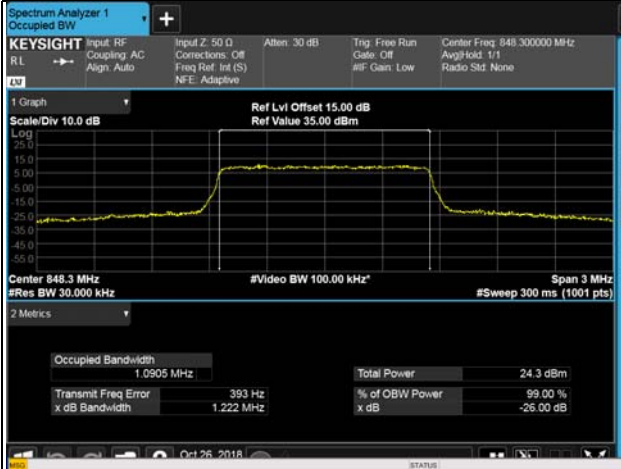 Spectrum Analyzer 1
Occupied BW
+
KEYSIGHT Input: RF Input Z: 50 Ω Atten: 30 dB Trig: Free Run Center Freq: 848.300000 MHz
RL Coupling: AC Corrections: Off Gate: Off Avg|Hold: 1/1
Align: Auto Freq Ref: Int (S) #IF Gain: Low Radio Std: None
LXI NFE: Adaptive
1 Graph
Ref Lvl Offset 15.00 dB
Scale/Div 10.0 dB Ref Value 35.00 dBm
Log
25.0
15.0
5.00
-5.00
-15.0
-25.0
-35.0
-45.0
-55.0
Center 848.3 MHz #Video BW 100.00 kHz* Span 3 MHz
#Res BW 30.000 kHz #Sweep 300 ms (1001 pts)
2 Metrics
Occupied Bandwidth
1.0905 MHz Total Power 24.3 dBm
Transmit Freq Error 393 Hz % of OBW Power 99.00 %
x dB Bandwidth 1.222 MHz x dB -26.00 dB
Oct 26, 2018
MSG STATUS